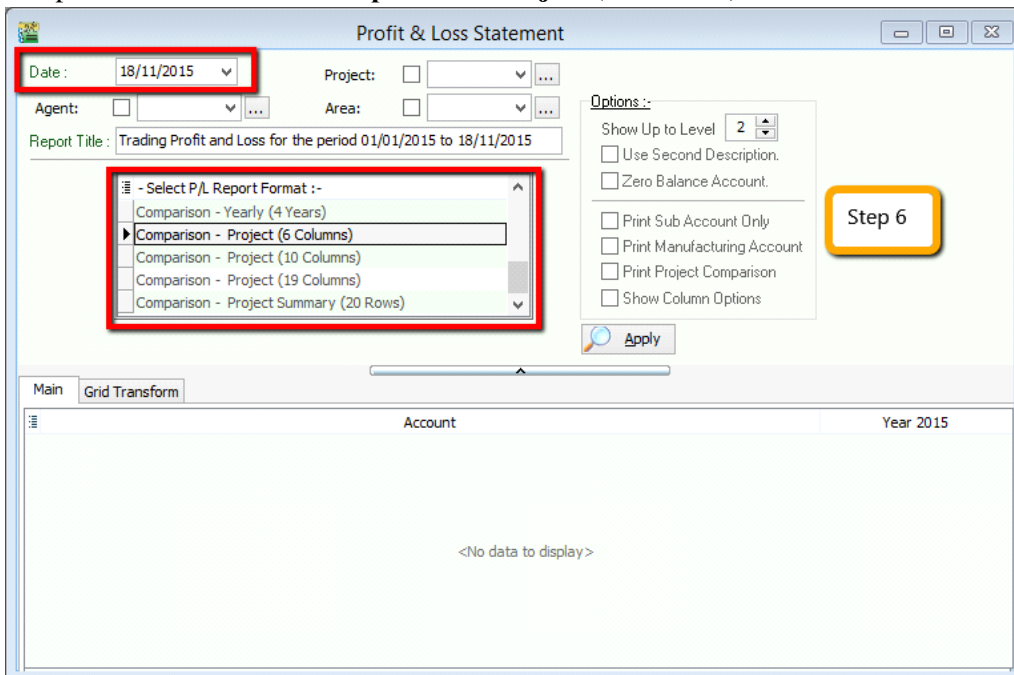 Profit & Loss Statement
Date : 18/11/2015 Project: ...
Agent: ... Area: ...
Report Title : Trading Profit and Loss for the period 01/01/2015 to 18/11/2015
- Select P/L Report Format :-
Comparison - Yearly (4 Years)
Comparison - Project (6 Columns)
Comparison - Project (10 Columns)
Comparison - Project (19 Columns)
Comparison - Project Summary (20 Rows)
Options :-
Show Up to Level 2
Use Second Description.
Zero Balance Account.
Print Sub Account Only
Print Manufacturing Account
Print Project Comparison
Show Column Options
Apply
Step 6
Main Grid Transform
Account Year 2015
<No data to display>